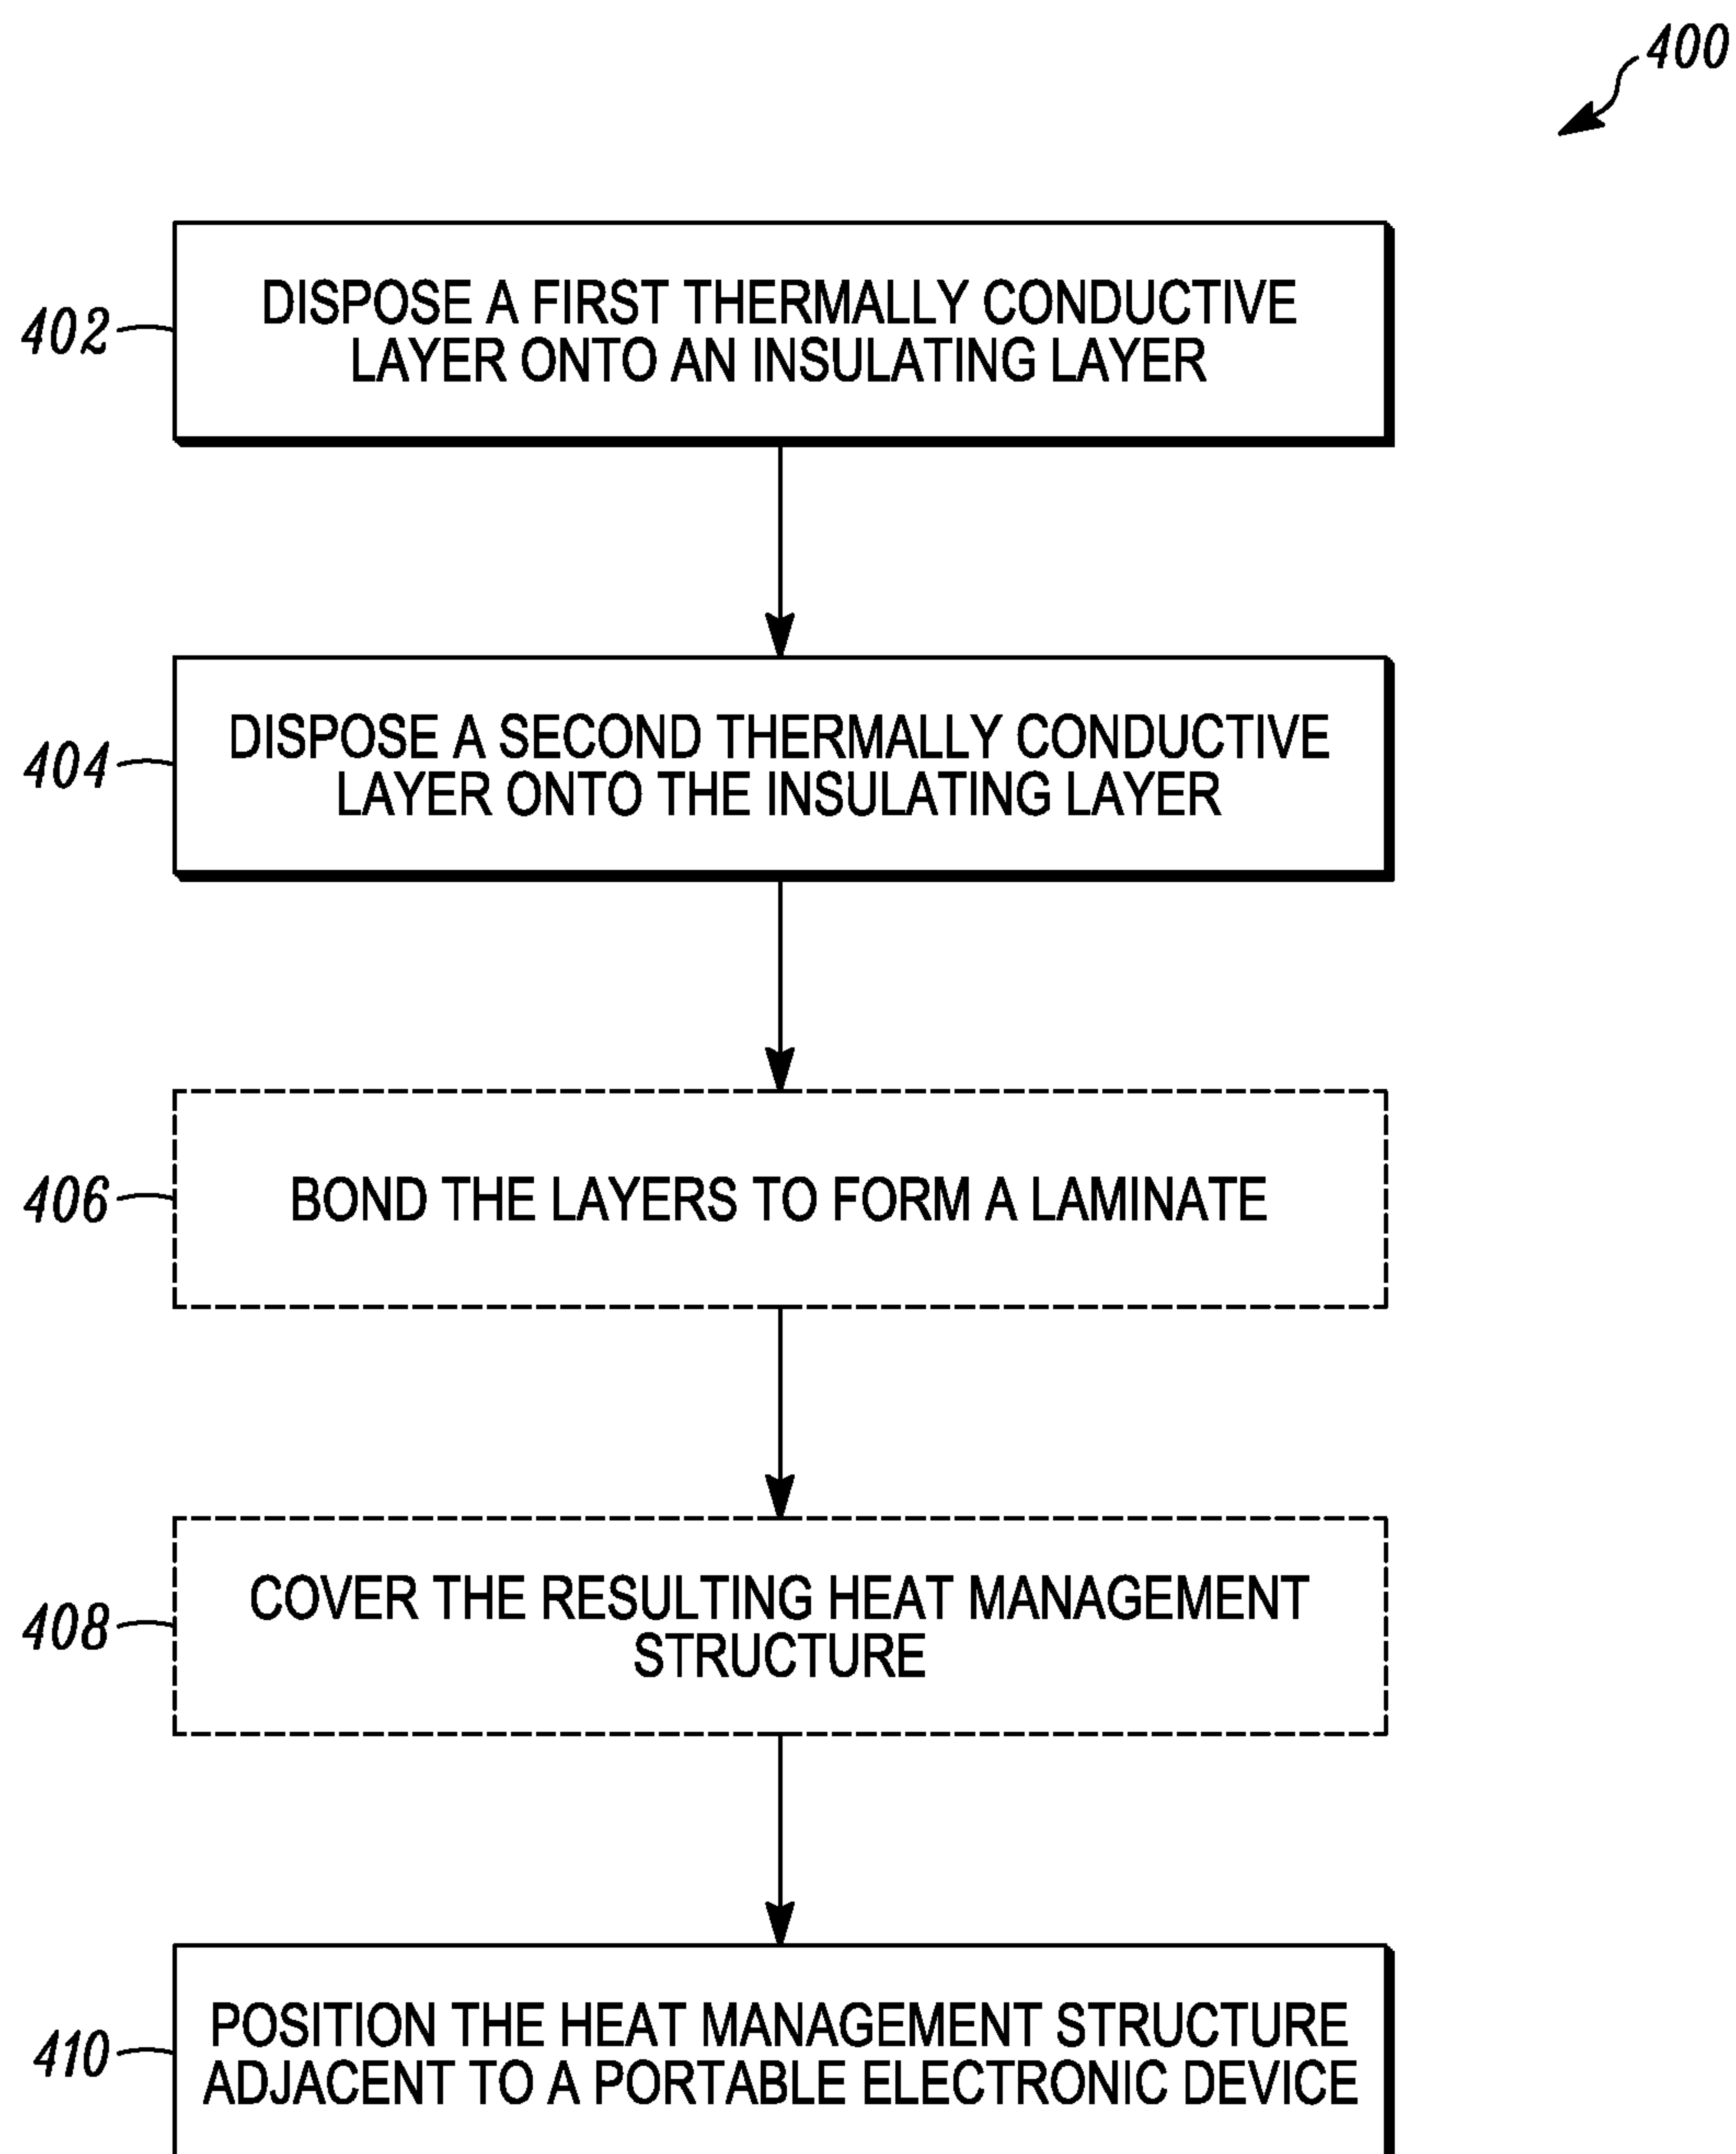 400
402
DISPOSE A FIRST THERMALLY CONDUCTIVE
LAYER ONTO AN INSULATING LAYER
404
DISPOSE A SECOND THERMALLY CONDUCTIVE
LAYER ONTO THE INSULATING LAYER
406
BOND THE LAYERS TO FORM A LAMINATE
408
COVER THE RESULTING HEAT MANAGEMENT
STRUCTURE
410
POSITION THE HEAT MANAGEMENT STRUCTURE
ADJACENT TO A PORTABLE ELECTRONIC DEVICE